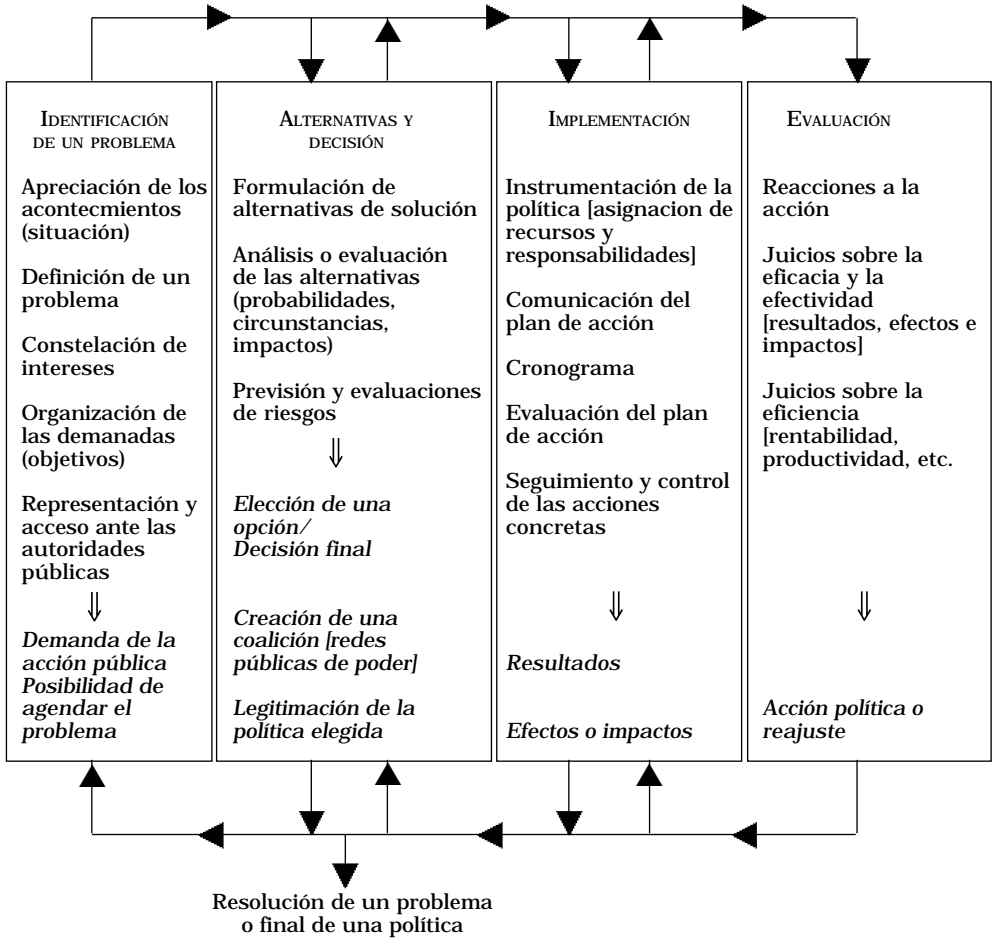 IDENTIFICACIÓN
DE UN PROBLEMA
Apreciación de los
acontecmientos
(situación)
Definición de un
problema
Constelación de
intereses
Organización de
las demanadas
(objetivos)
Representación y
acceso ante las
autoridades
públicas
⇓
Demanda de la
acción pública
Posibilidad de
agendar el
problema
ALTERNATIVAS Y
DECISIÓN
Formulación de
alternativas de solución
Análisis o evaluación
de las alternativas
(probabilidades,
circunstancias,
impactos)
Previsión y evaluaciones
de riesgos
⇓
Elección de una
opción/
Decisión final
Creación de una
coalición [redes
públicas de poder]
Legitimación de la
política elegida
IMPLEMENTACIÓN
Instrumentación de la
política [asignacion de
recursos y
responsabilidades]
Comunicación del
plan de acción
Cronograma
Evaluación del plan
de acción
Seguimiento y control
de las acciones
concretas
⇓
Resultados
Efectos o impactos
EVALUACIÓN
Reacciones a la
acción
Juicios sobre la
eficacia y la
efectividad
[resultados, efectos e
impactos]
Juicios sobre la
eficiencia
[rentabilidad,
productividad, etc.
⇓
Acción política o
reajuste
Resolución de un problema
o final de una política